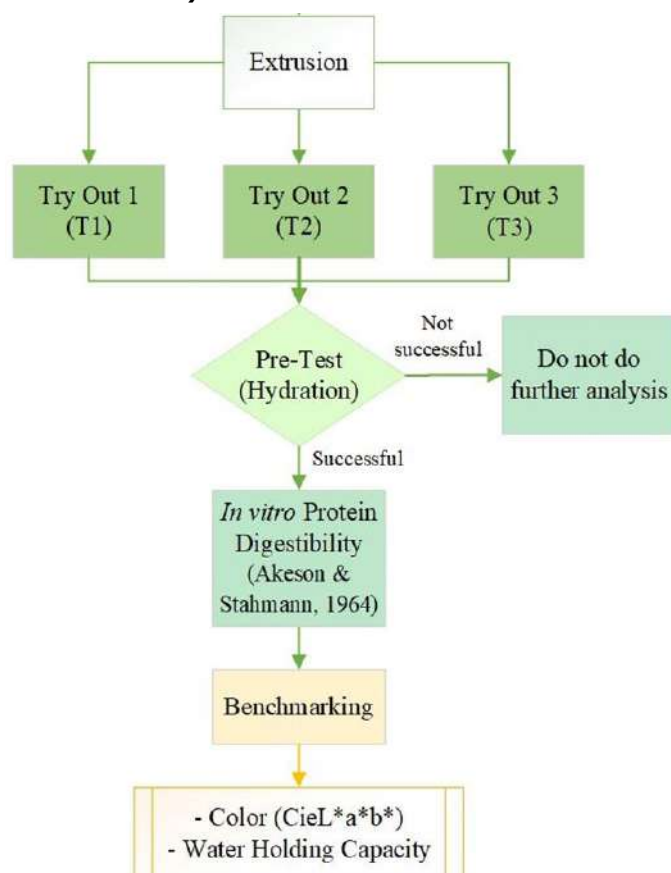 Extrusion
Try Out 1
(T1)
Try Out 2
(T2)
Try Out 3
(T3)
Pre-Test
(Hydration)
Not
successful
Do not do
further analysis
Successful
In vitro Protein
Digestibility
(Akeson &
Stahmann, 1964)
Benchmarking
- Color (CieL*a*b*)
- Water Holding Capacity